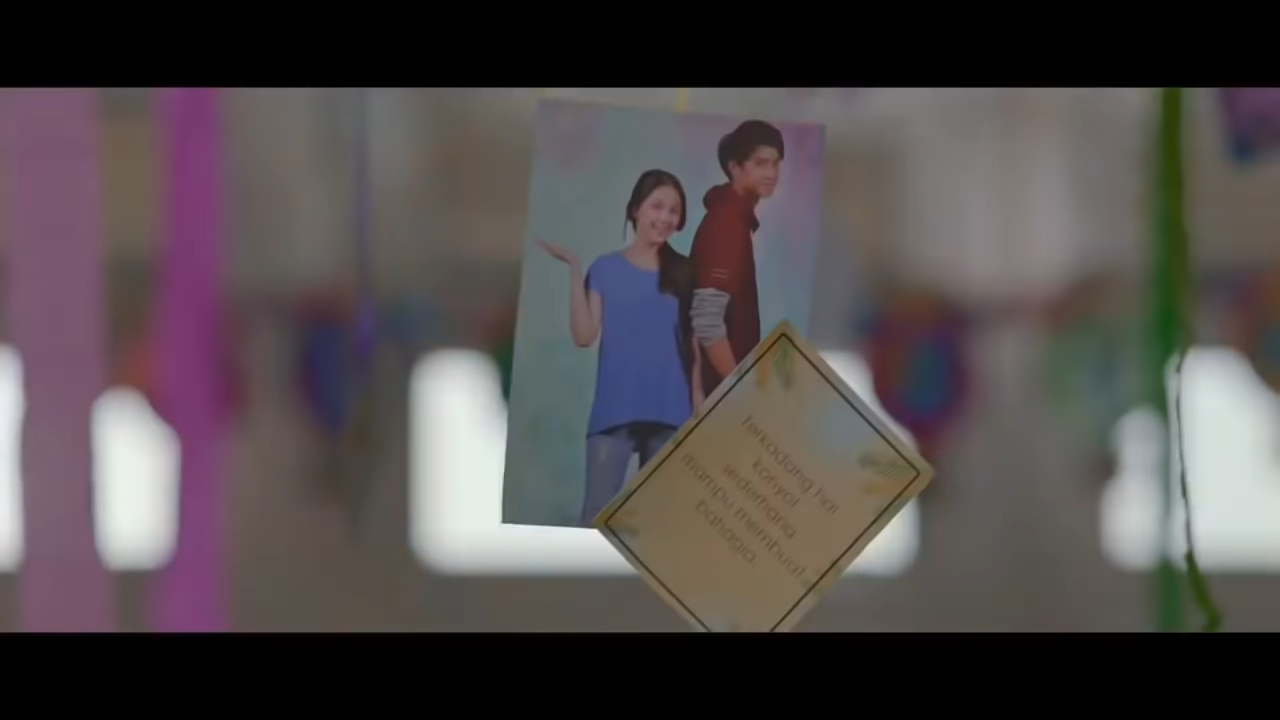 Terkadang hal
konyol
sederhana
mampu membuat
bahagia.